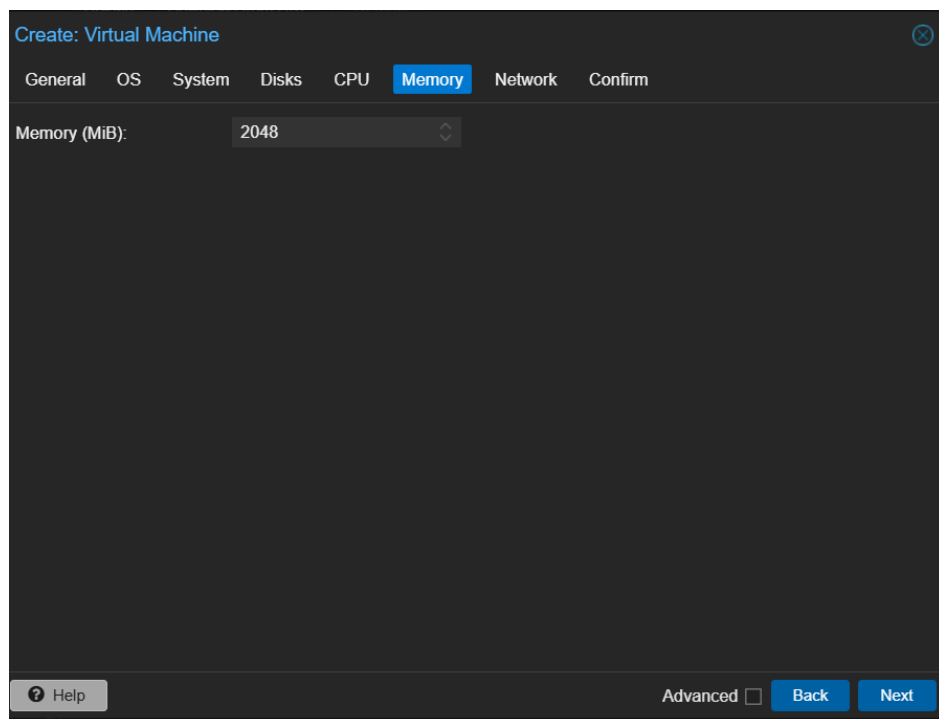 Create: Virtual Machine
General OS System Disks CPU Memory Network Confirm
Memory (MiB): 2048
Help Advanced Back Next